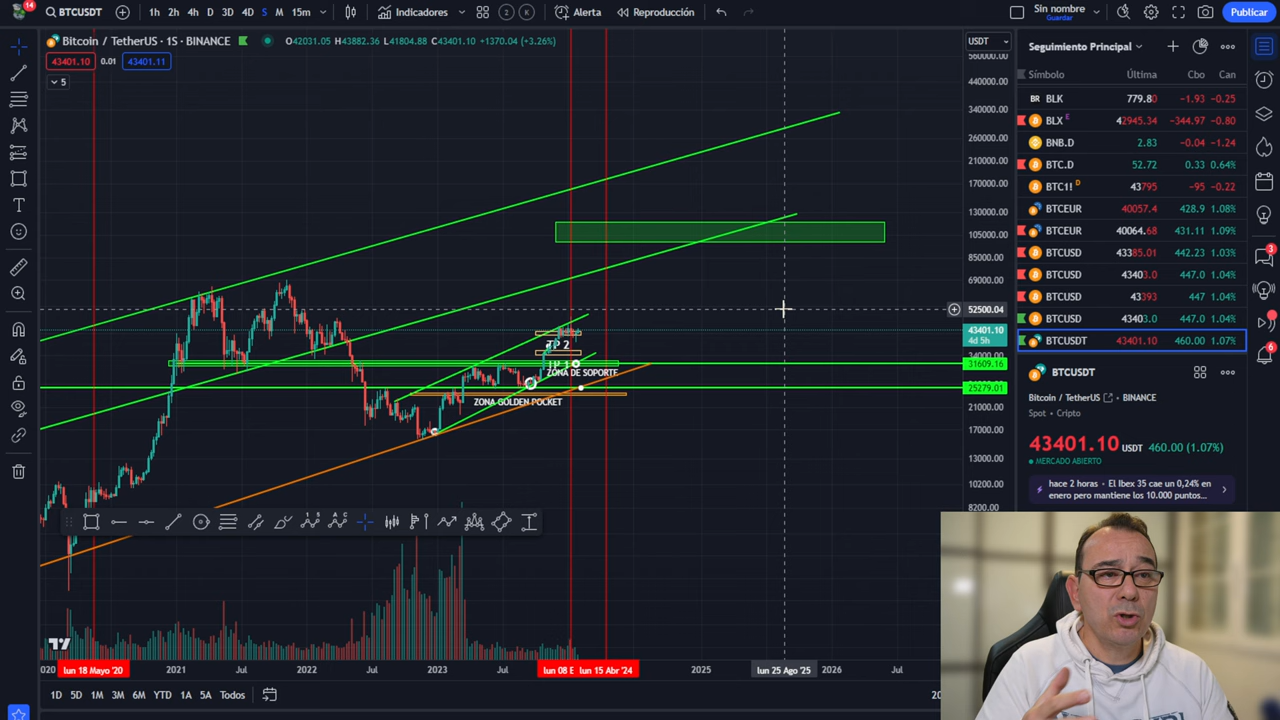 14
BTCUSDT
1h 2h 4h D 3D 4D S M 15m
Indicadores
2 K
Alerta
Reproducción
Sin nombre
Guardar
Publicar
Bitcoin / TetherUS · 1S · BINANCE
O42031.05 H43882.36 L41804.88 C43401.10 +1370.04 (+3.26%)
43401.10 0.01 43401.11
5
USDT
560000.00
440000.00
340000.00
260000.00
210000.00
170000.00
130000.00
105000.00
85000.00
69000.00
52500.04
43401.10
4d 5h
34000.00
31609.16
25279.01
21000.00
17000.00
13000.00
10200.00
8200.00
TP 2
TP 1
ZONA DE SOPORTE
ZONA GOLDEN POCKET
020 lun 18 Mayo '20 2021 Jul 2022 Jul 2023 Jul lun 08 E lun 15 Abr '24 2025 lun 25 Ago '25 2026 Jul
1D 5D 1M 3M 6M YTD 1A 5A Todos
20
Seguimiento Principal
Símbolo Última Cbo Can
BR BLK 779.80 −1.93 −0.25
BLX E 42945.34 −344.97 −0.80
BNB.D 2.83 −0.04 −1.24
BTC.D 52.72 0.33 0.64%
BTC1! D 43795 −95 −0.22
BTCEUR 40057.4 428.9 1.08%
BTCEUR 40064.68 431.11 1.09%
BTCUSD 43385.01 442.23 1.03%
BTCUSD 43403.0 447.0 1.04%
BTCUSD 43393 447 1.04%
BTCUSD 43403.0 447.0 1.04%
BTCUSDT 43401.10 460.00 1.07%
BTCUSDT
Bitcoin / TetherUS BINANCE
Spot • Cripto
43401.10 USDT 460.00 (1.07%)
MERCADO ABIERTO
hace 2 horas • El Ibex 35 cae un 0,24% en
enero pero mantiene los 10.000 puntos...
3
6